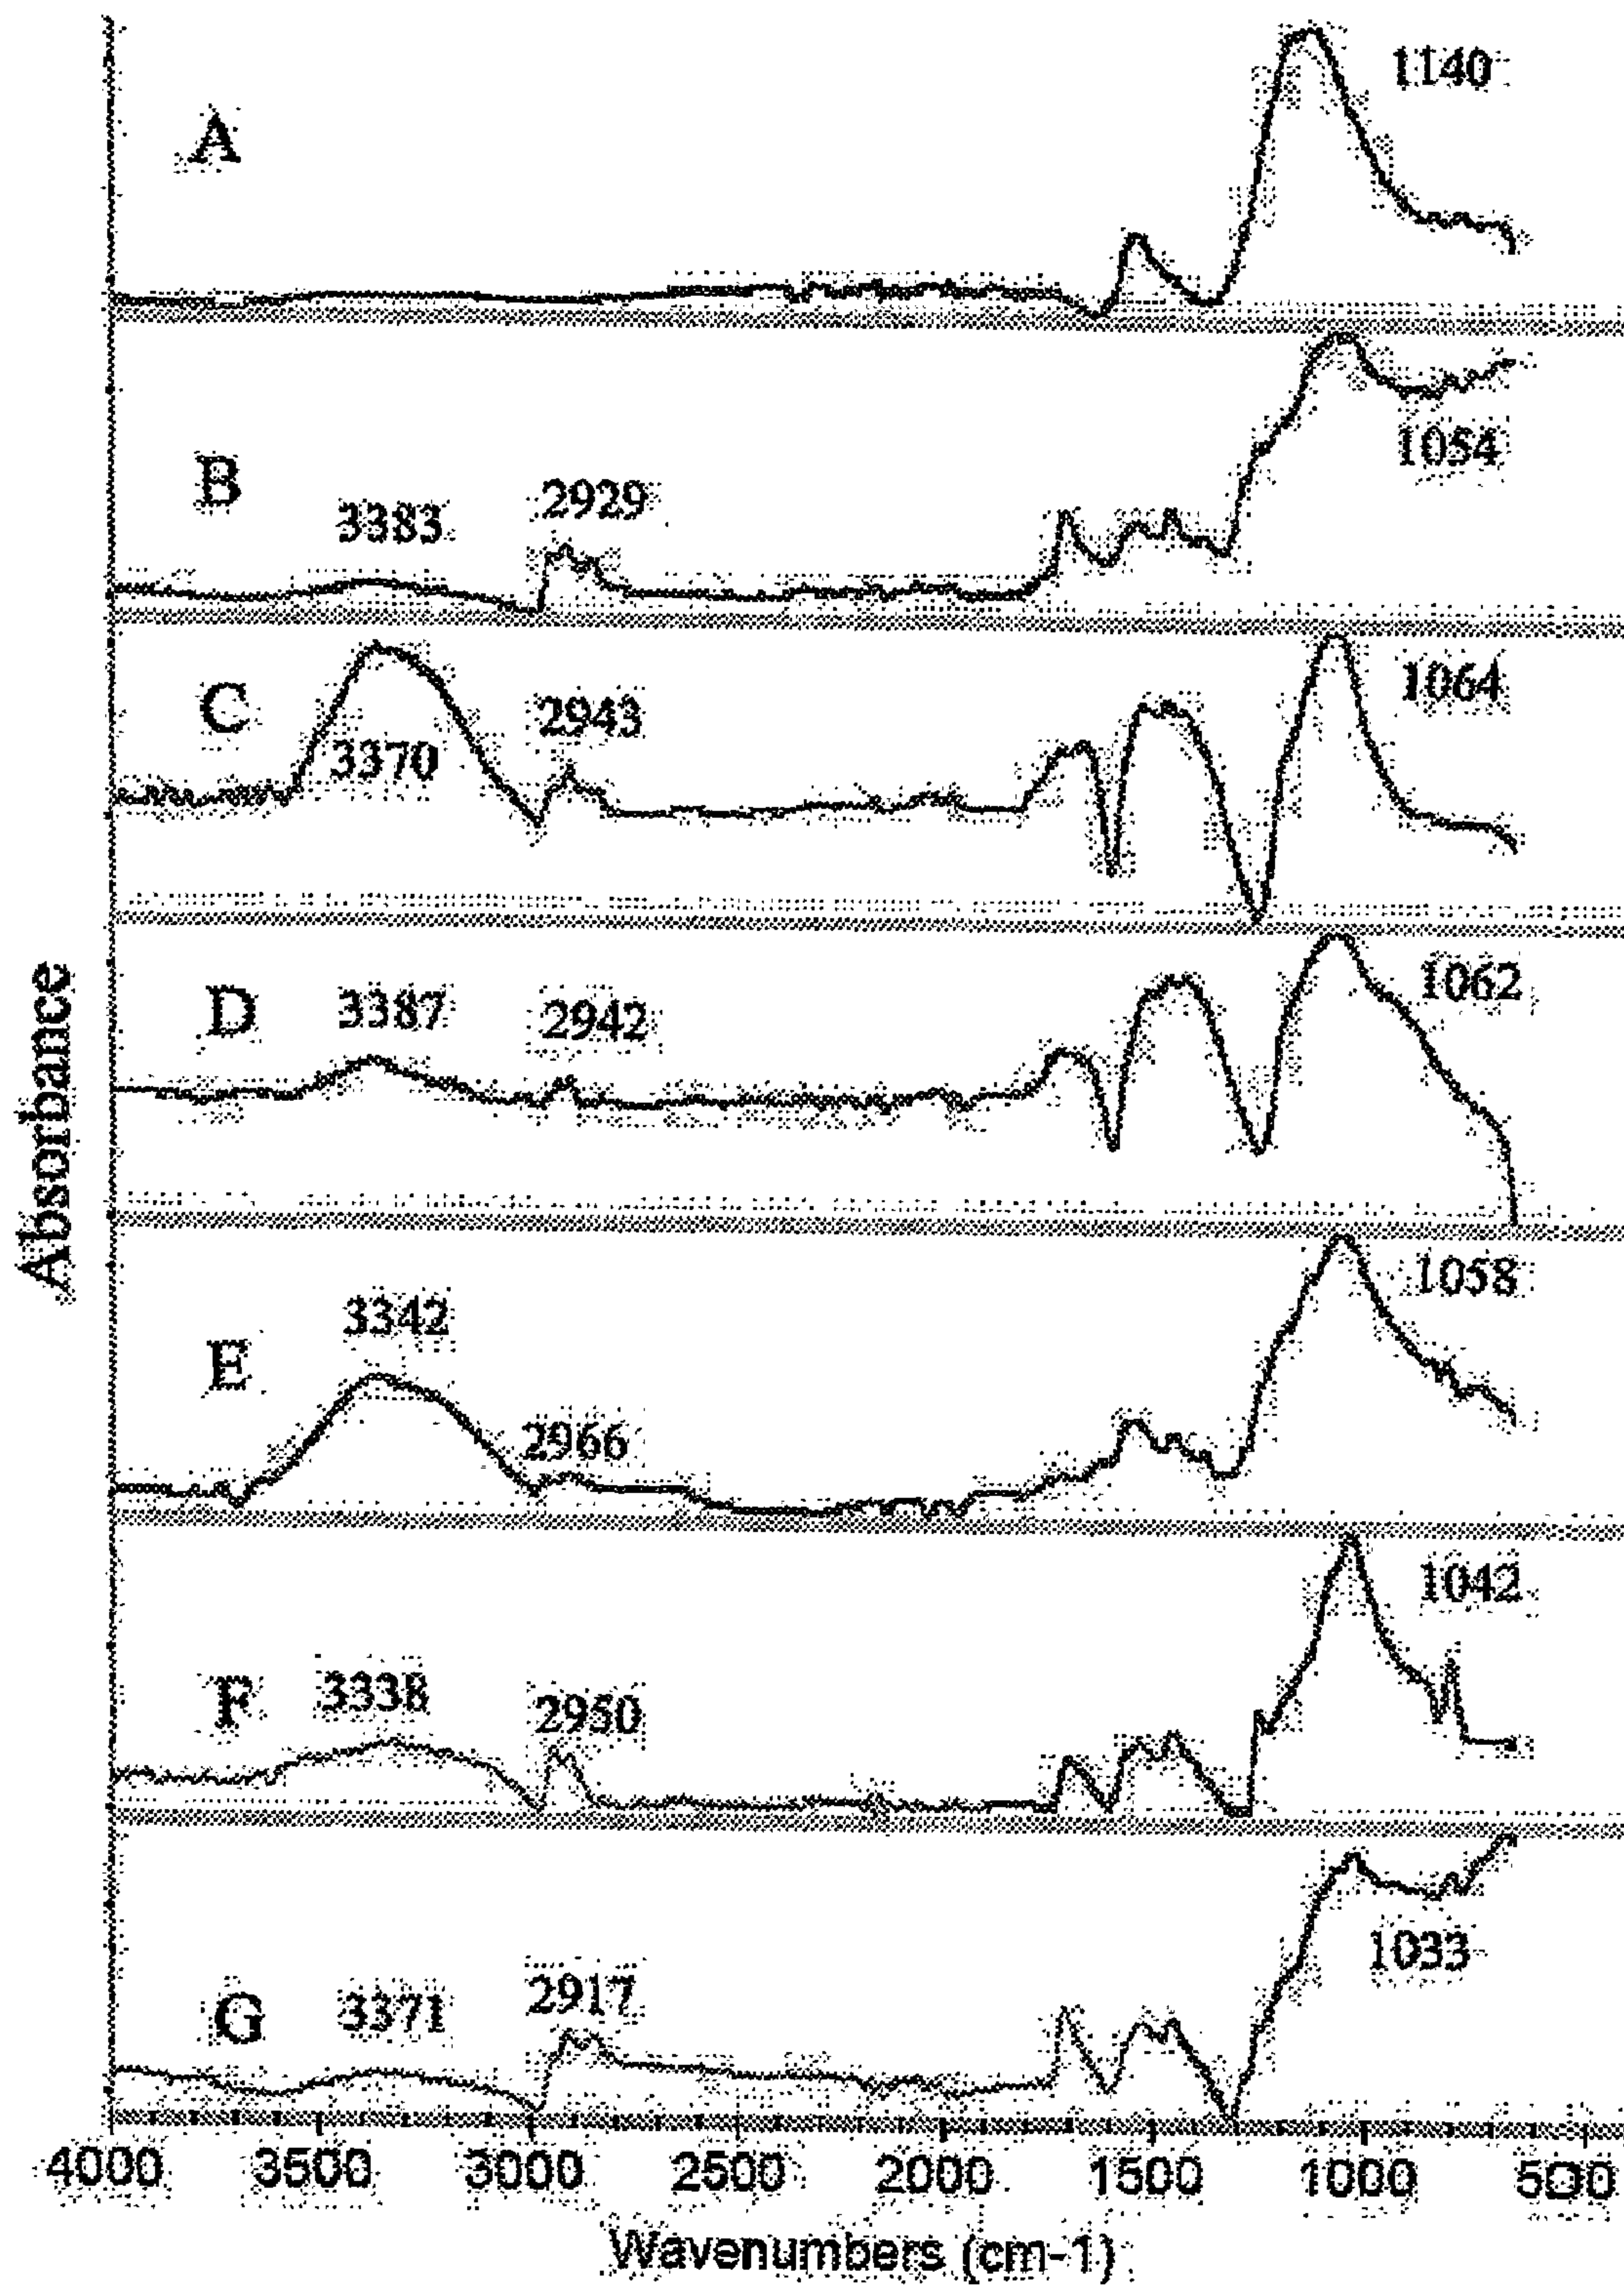 1140
A
1054
B
2929
3383
1064
C
2943
3370
1062
D
3387
2942
1058
3342
E
2966
1042
F
3338
2950
1033
G
3371
2917
Absorbance
4000 3500 3000 2500 2000 1500 1000 500
Wavenumbers (cm-1)